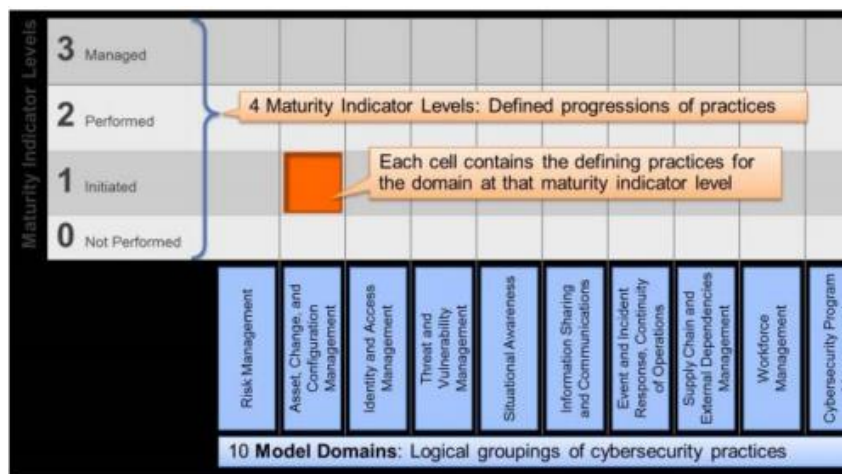 Maturity Indicator Levels
3 Managed
2 Performed
1 Initiated
0 Not Performed
4 Maturity Indicator Levels: Defined progressions of practices
Each cell contains the defining practices for
the domain at that maturity indicator level
Risk Management
Asset, Change, and
Configuration
Management
Identity and Access
Management
Threat and
Vulnerability
Management
Situational Awareness
Information Sharing
and Communications
Event and Incident
Response, Continuity
of Operations
Supply Chain and
External Dependencies
Management
Workforce
Management
Cybersecurity Program
10 Model Domains: Logical groupings of cybersecurity practices